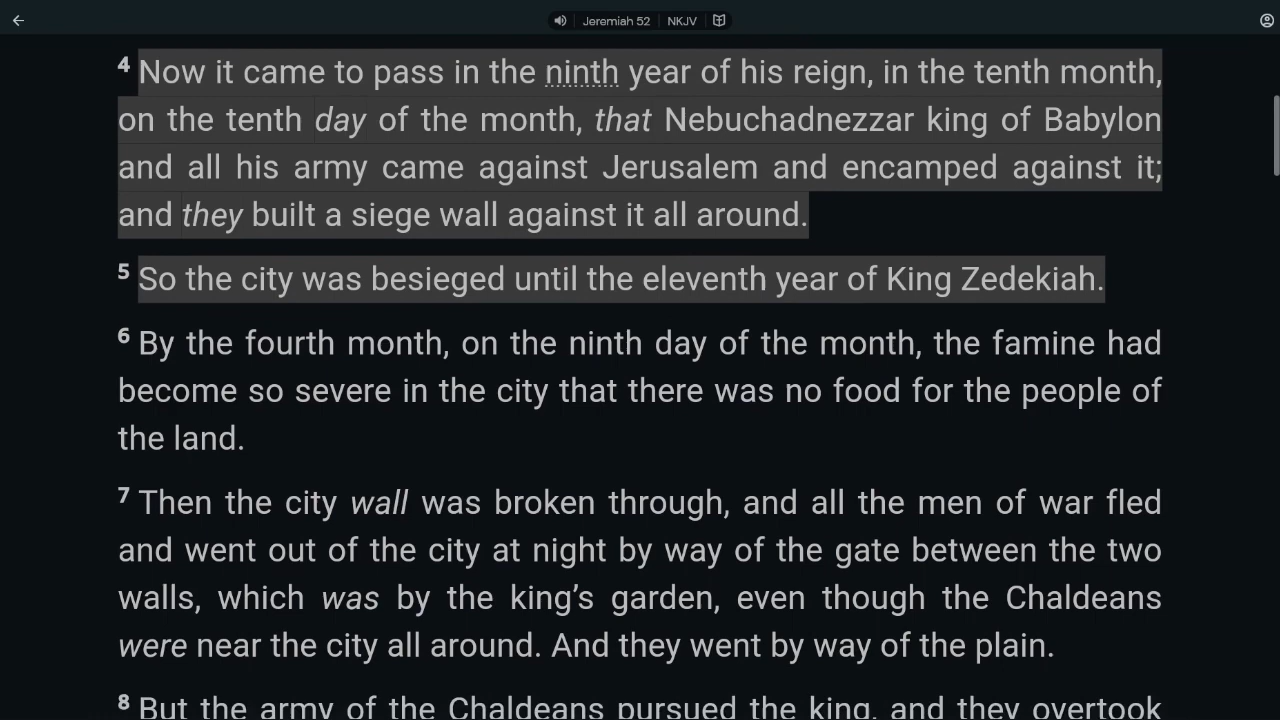 Jeremiah 52 NKJV
4 Now it came to pass in the ninth year of his reign, in the tenth month,
on the tenth day of the month, that Nebuchadnezzar king of Babylon
and all his army came against Jerusalem and encamped against it;
and they built a siege wall against it all around.
5 So the city was besieged until the eleventh year of King Zedekiah.
6 By the fourth month, on the ninth day of the month, the famine had
become so severe in the city that there was no food for the people of
the land.
7 Then the city wall was broken through, and all the men of war fled
and went out of the city at night by way of the gate between the two
walls, which was by the king’s garden, even though the Chaldeans
were near the city all around. And they went by way of the plain.
8 But the army of the Chaldeans pursued the king, and they overtook